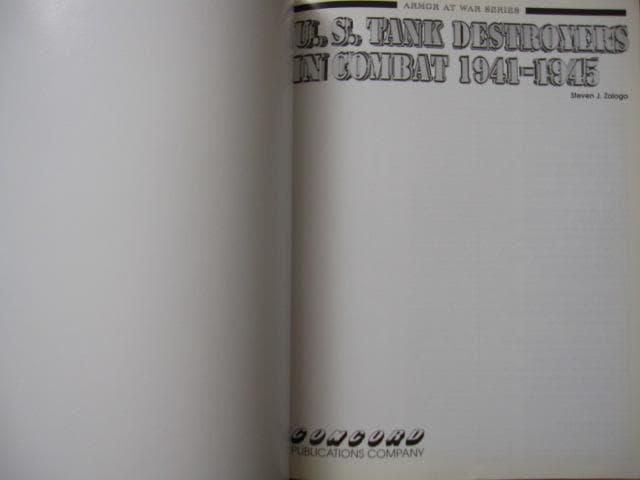 ARMOR AT WAR SERIES
U.S. TANK DESTROYERS
IN COMBAT 1941-1945
Steven J. Zaloga
CONCORD
PUBLICATIONS COMPANY